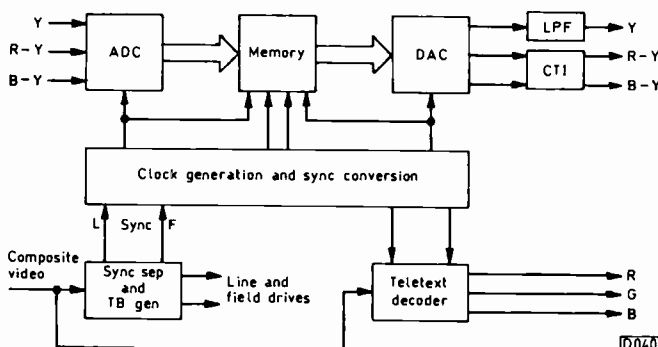 Y
R-Y
B-Y
ADC
Memory
DAC
LPF
CTI
Y
R-Y
B-Y
Clock generation and sync conversion
L Sync F
Composite
video
Sync sep
and
TB gen
Line and
field drives
Teletext
decoder
R
G
B
D040